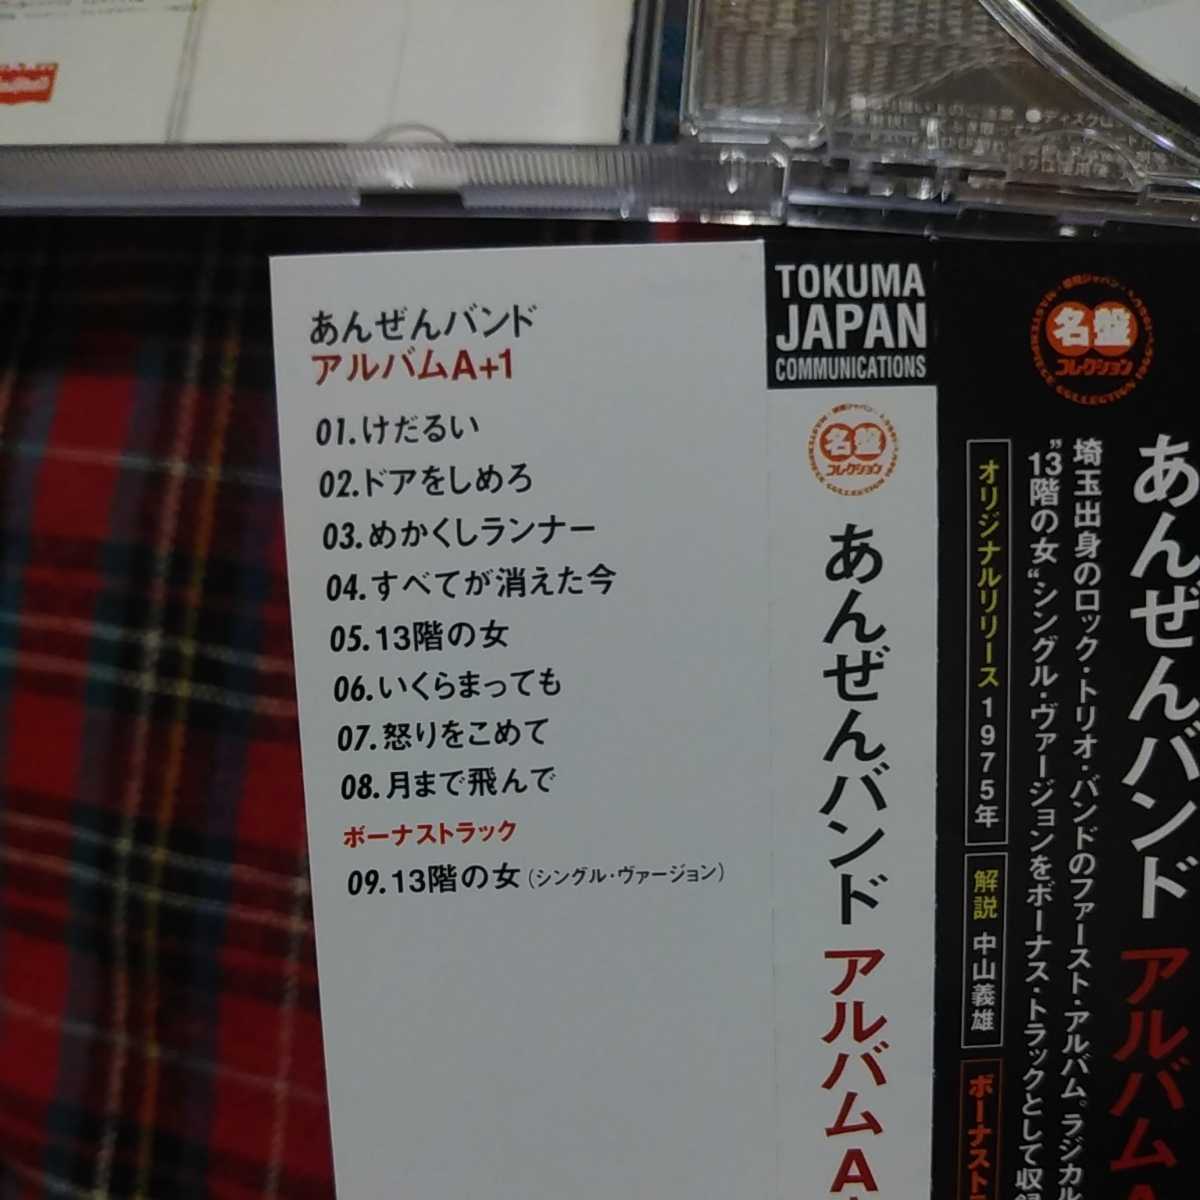 あんぜんバンド
アルバムA+1
01.けだるい
02.ドアをしめろ
03.めかくしランナー
04.すべてが消えた今
05.13階の女
06.いくらまっても
07.怒りをこめて
08.月まで飛んで
ボーナストラック
09.13階の女(シングル・ヴァージョン)
TOKUMA
JAPAN
COMMUNICATIONS
名盤
コレクション
あんぜんバンド アルバムA
名盤
コレクション
あんぜんバンド アルバムA
埼玉出身のロック・トリオ・バンドのファースト・アルバム。ラジカル
"13階の女"シングル・ヴァージョンをボーナス・トラックとして収
オリジナルリリース 1975年
解説 中山義雄
ボーナスト
●ディスクは